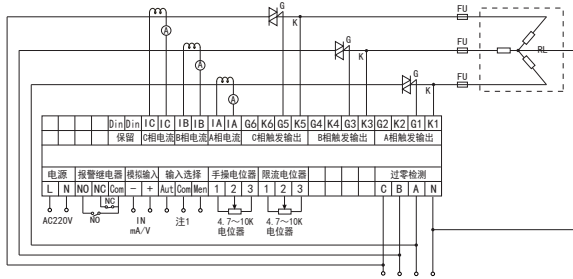 G
FU
K
G
FU
A
K
RL
A
G
FU
A
K
Din Din IC IC IB IB IA IA G6 K6 G5 K5 G4 K4 G3 K3 G2 K2 G1 K1
保留 C相电流 B相电流 A相电流 C相触发输出 B相触发输出 A相触发输出
电源 报警继电器 模拟输入 输入选择 手操电位器 限流电位器 过零检测
L N NO NC Com － ＋ Aut Com Men 1 2 3 1 2 3 C B A N
NC
AC220V NO IN 注1 4.7～10K 4.7～10K
mA/V 电位器 电位器